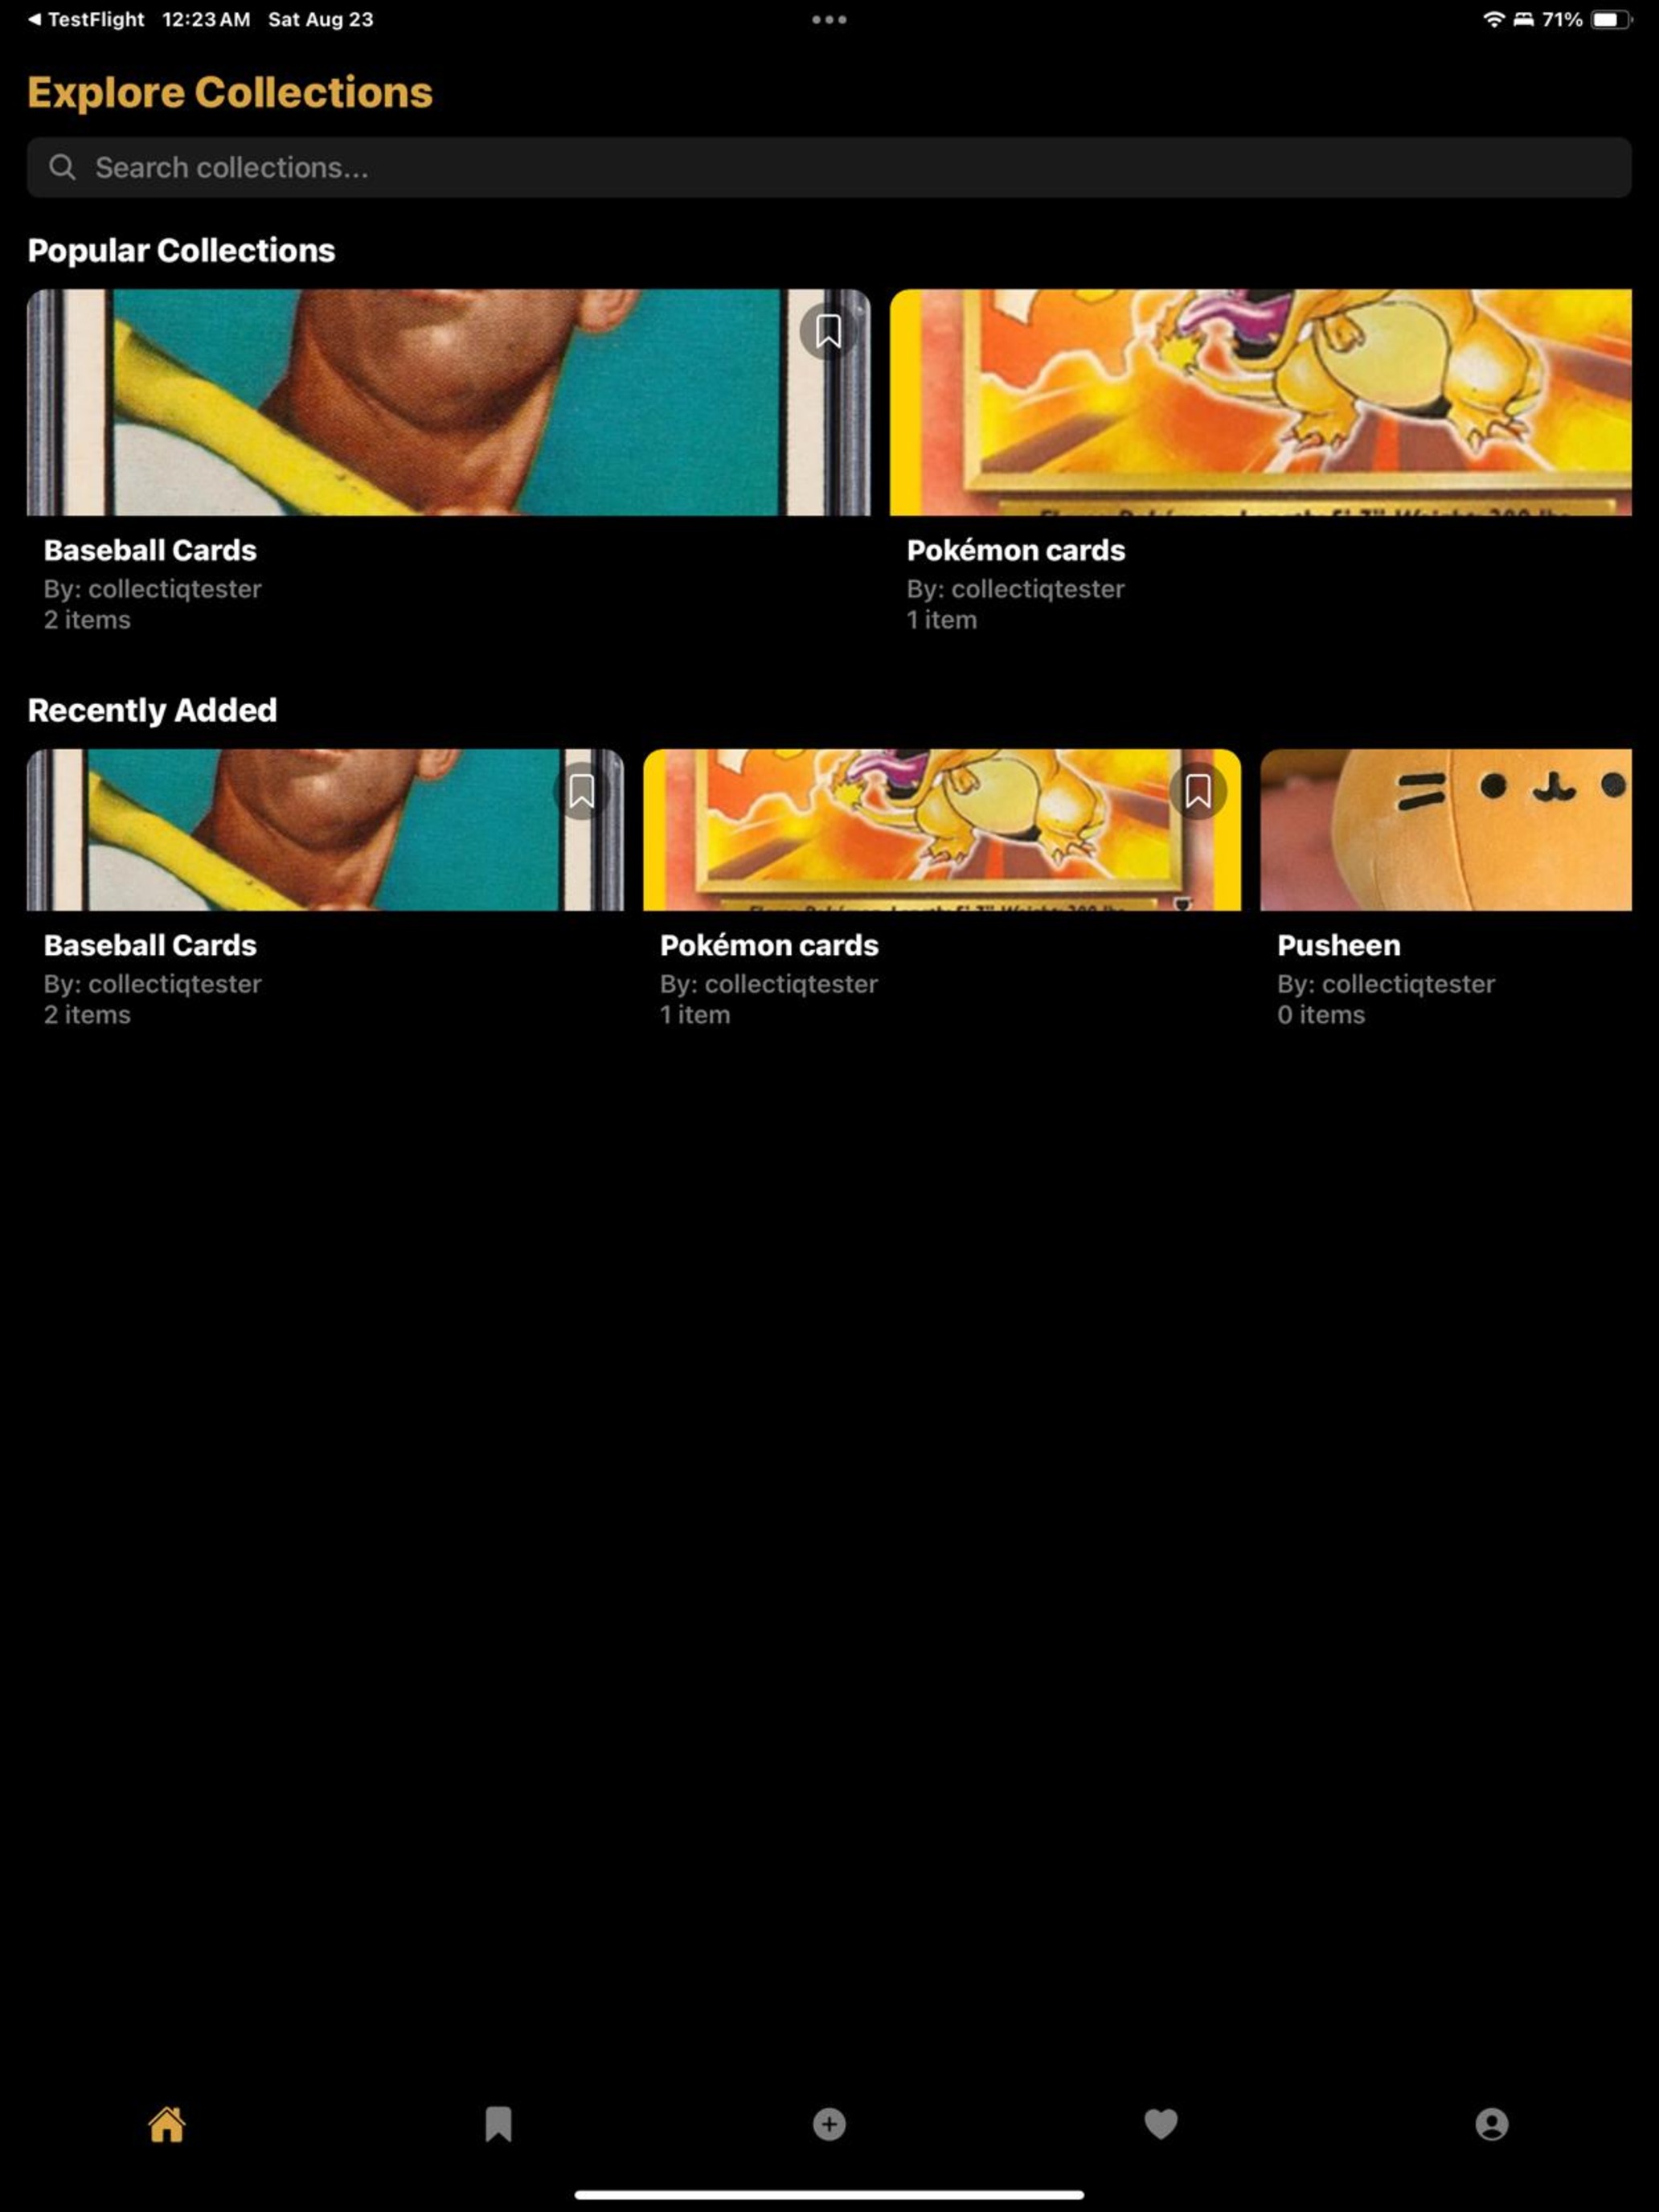 TestFlight 12:23 AM Sat Aug 23 71%
Explore Collections
Search collections...
Popular Collections
Baseball Cards
By: collectiqtester
2 items
Pokémon cards
By: collectiqtester
1 item
Recently Added
Baseball Cards
By: collectiqtester
2 items
Pokémon cards
By: collectiqtester
1 item
Pusheen
By: collectiqtester
0 items